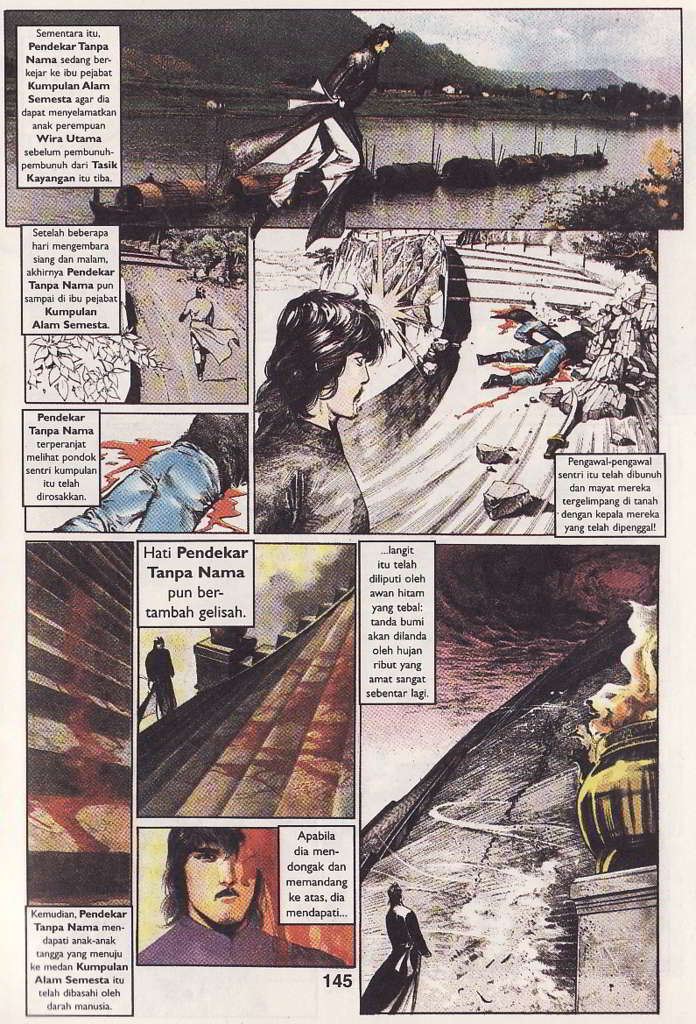 Sementara itu,
Pendekar Tanpa
Nama sedang ber-
kejar ke ibu pejabat
Kumpulan Alam
Semesta agar dia
dapat menyelamatkan
anak perempuan
Wira Utama
sebelum pembunuh-
pembunuh dari Tasik
Kayangan itu tiba.
Setelah beberapa
hari mengembara
siang dan malam,
akhirnya Pendekar
Tanpa Nama pun
sampai di ibu pejabat
Kumpulan
Alam Semesta.
Pendekar
Tanpa Nama
terperanjat
melihat pondok
sentri kumpulan
itu telah
dirosakkan.
Pengawal-pengawal
sentri itu telah dibunuh
dan mayat mereka
tergelimpang di tanah
dengan kepala mereka
yang telah dipenggal!
Kemudian, Pendekar
Tanpa Nama men-
dapati anak-anak
tangga yang menuju
ke medan Kumpulan
Alam Semesta itu
telah dibasahi oleh
darah manusia.
Hati Pendekar
Tanpa Nama
pun ber-
tambah gelisah.
Apabila
dia men-
dongak dan
memandang
ke atas, dia
mendapati...
...langit
itu telah
diliputi oleh
awan hitam
yang tebal:
tanda bumi
akan dilanda
oleh hujan
ribut yang
amat sangat
sebentar lagi.
145